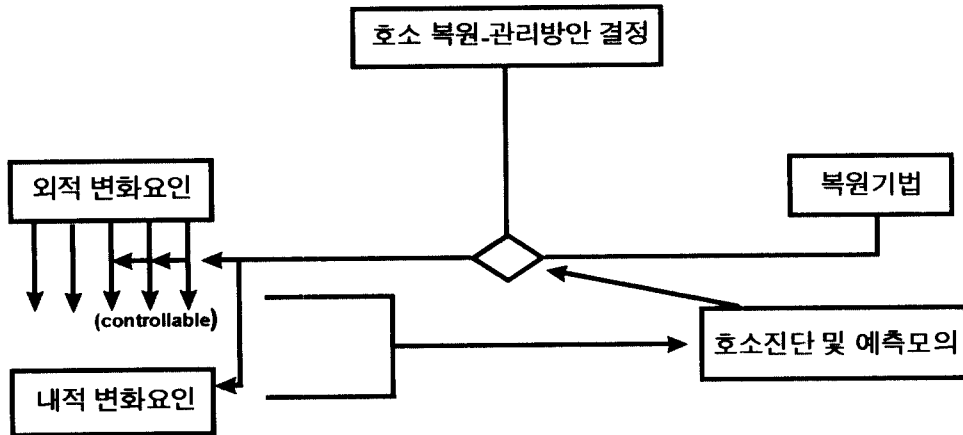 호소 복원-관리방안 결정
외적 변화요인
복원기법
(controllable)
호소진단 및 예측모의
내적 변화요인